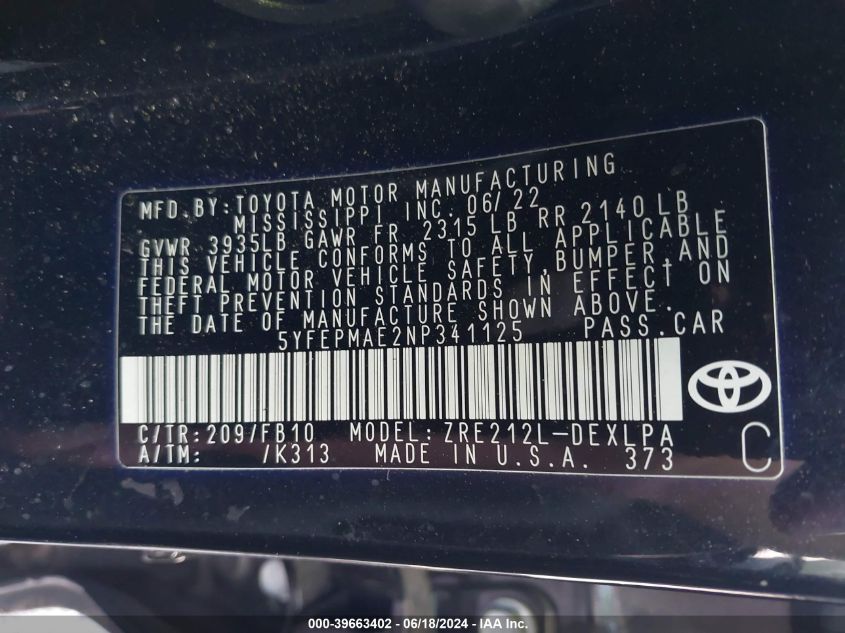 MFD. BY: TOYOTA MOTOR MANUFACTURING
MISSISSIPPI INC. 06/22
GVWR 3935LB GAWR FR 2315 LB RR 2140 LB
THIS VEHICLE CONFORMS TO ALL APPLICABLE
FEDERAL MOTOR VEHICLE SAFETY, BUMPER, AND
THEFT PREVENTION STANDARDS IN EFFECT ON
THE DATE OF MANUFACTURE SHOWN ABOVE.
5YFEPMAE2NP341125 PASS. CAR
C/TR: 209/FB10 MODEL: ZRE212L-DEXLPA
A/TM: /K313 MADE IN U.S.A. 373 C
000-39663402 - 06/18/2024 - IAA Inc.